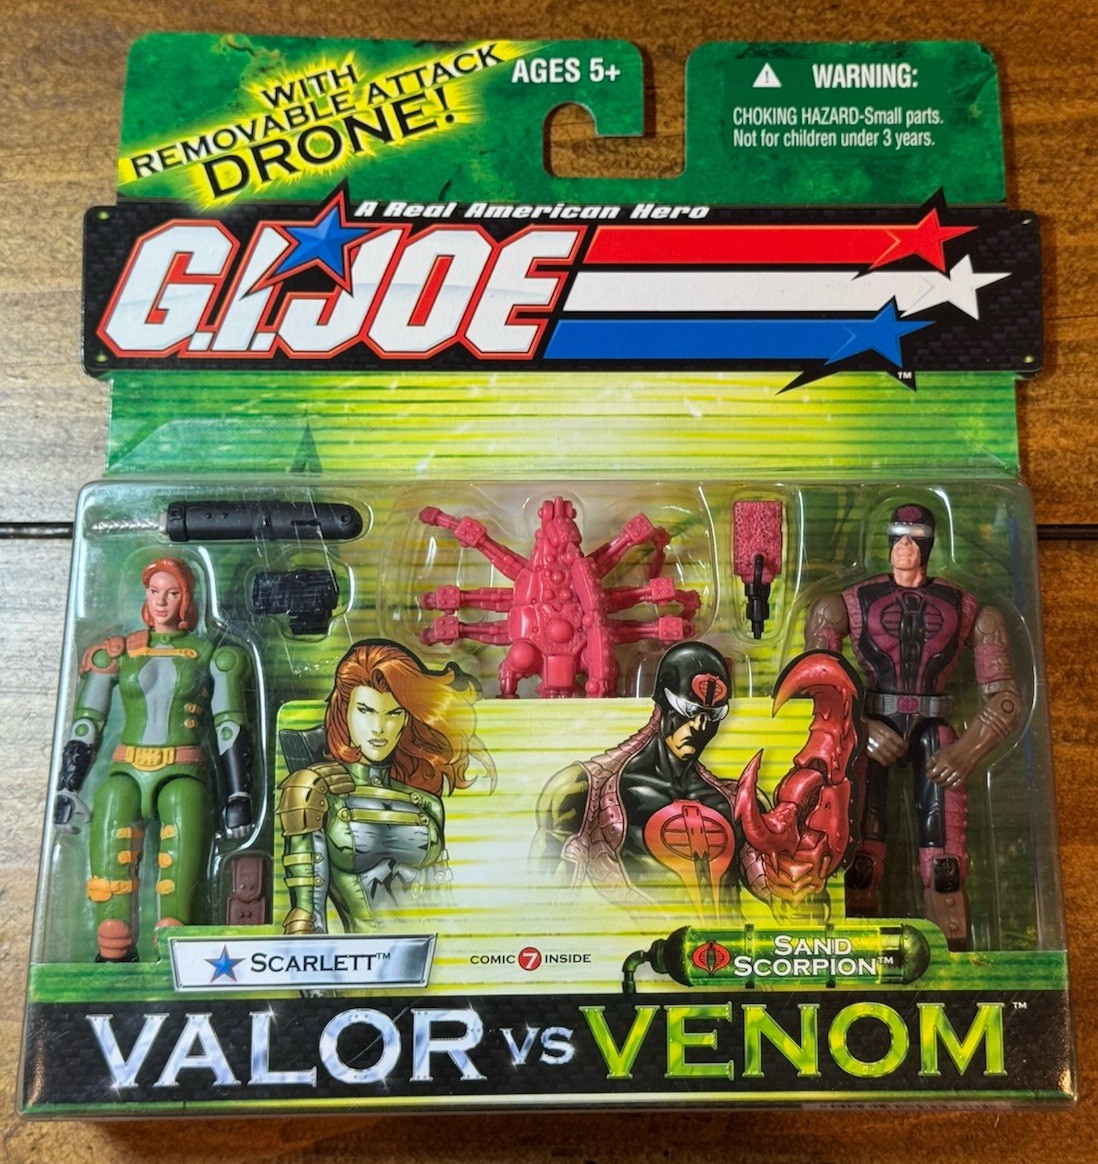 WITH
REMOVABLE ATTACK
DRONE!
AGES 5+
WARNING:
CHOKING HAZARD-Small parts.
Not for children under 3 years.
A Real American Hero
G.I.JOE
TM
SCARLETT™
COMIC 7 INSIDE
SAND
SCORPION™
VALOR VS VENOM™